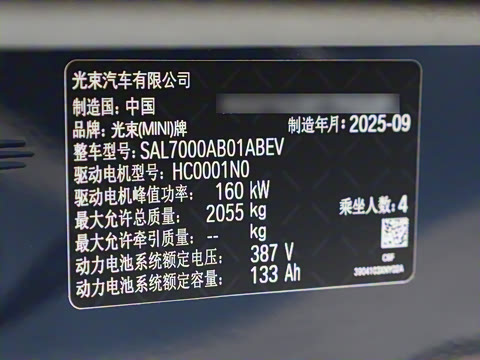 光束汽车有限公司
制造国: 中国
品牌: 光束(MINI)牌 制造年月: 2025-09
整车型号: SAL7000AB01ABEV
驱动电机型号: HC0001N0
驱动电机峰值功率: 160 kW
最大允许总质量: 2055 kg 乘坐人数: 4
最大允许牵引质量: -- kg
动力电池系统额定电压: 387 V
动力电池系统额定容量: 133 Ah